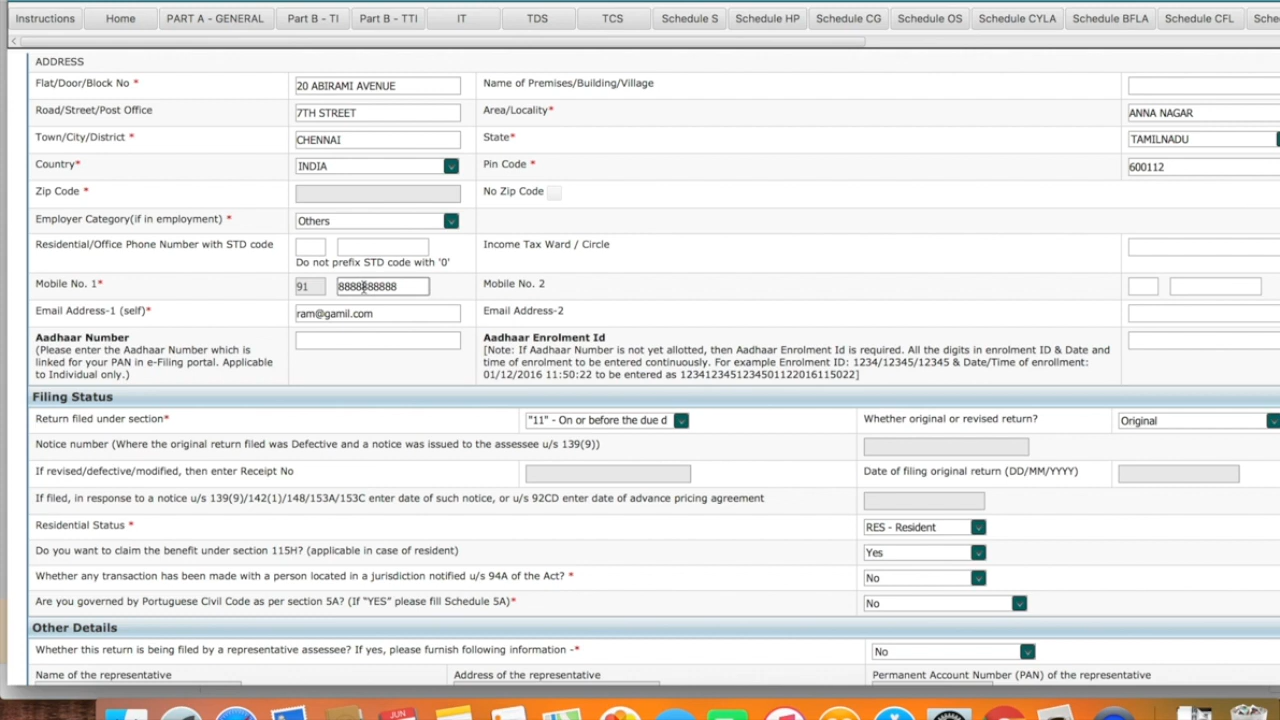 Instructions Home PART A - GENERAL Part B - TI Part B - TTI IT TDS TCS Schedule S Schedule HP Schedule CG Schedule OS Schedule CYLA Schedule BFLA Schedule CFL
ADDRESS
Flat/Door/Block No * 20 ABIRAMI AVENUE Name of Premises/Building/Village
Road/Street/Post Office 7TH STREET Area/Locality* ANNA NAGAR
Town/City/District * CHENNAI State* TAMILNADU
Country* INDIA Pin Code * 600112
Zip Code * No Zip Code
Employer Category(if in employment) * Others
Residential/Office Phone Number with STD code Income Tax Ward / Circle
Do not prefix STD code with '0'
Mobile No. 1* 91 8888888888 Mobile No. 2
Email Address-1 (self)* ram@gamil.com Email Address-2
Aadhaar Number
(Please enter the Aadhaar Number which is
linked for your PAN in e-Filing portal. Applicable
to Individual only.)
Aadhaar Enrolment Id
[Note: If Aadhaar Number is not yet allotted, then Aadhaar Enrolment Id is required. All the digits in enrolment ID & Date and
time of enrolment to be entered continuously. For example Enrolment ID: 1234/12345/12345 & Date/Time of enrollment:
01/12/2016 11:50:22 to be entered as 1234123451234501122016115022]
Filing Status
Return filed under section* "11" - On or before the due d Whether original or revised return? Original
Notice number (Where the original return filed was Defective and a notice was issued to the assessee u/s 139(9))
If revised/defective/modified, then enter Receipt No Date of filing original return (DD/MM/YYYY)
If filed, in response to a notice u/s 139(9)/142(1)/148/153A/153C enter date of such notice, or u/s 92CD enter date of advance pricing agreement
Residential Status * RES - Resident
Do you want to claim the benefit under section 115H? (applicable in case of resident) Yes
Whether any transaction has been made with a person located in a jurisdiction notified u/s 94A of the Act? * No
Are you governed by Portuguese Civil Code as per section 5A? (If "YES" please fill Schedule 5A)* No
Other Details
Whether this return is being filed by a representative assessee? If yes, please furnish following information -* No
Name of the representative Address of the representative Permanent Account Number (PAN) of the representative
JUN